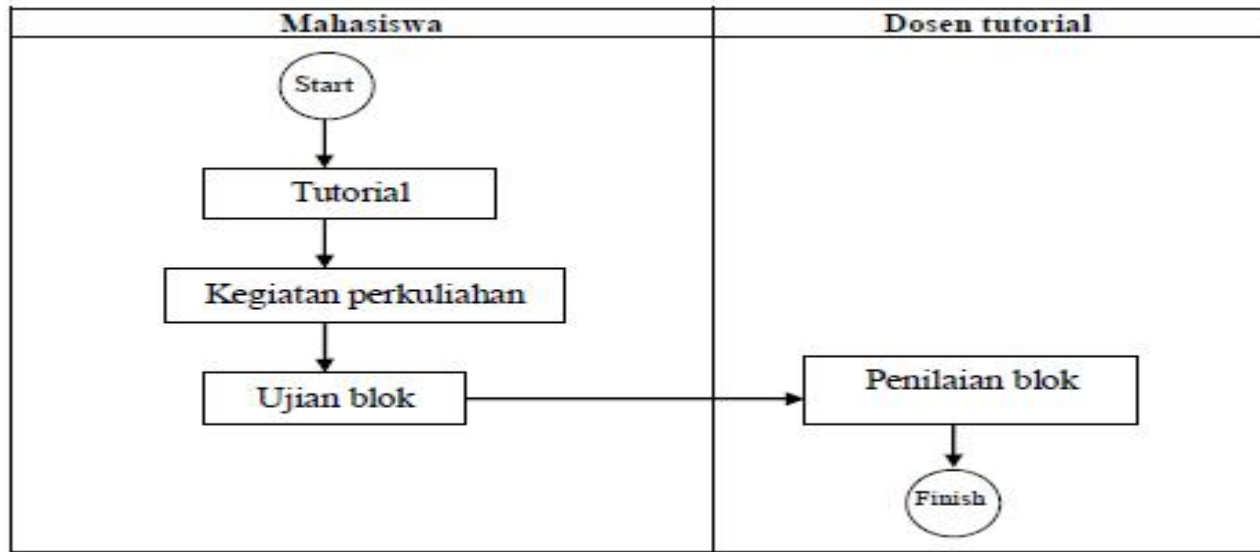 Mahasiswa
Dosen tutorial
Start
Tutorial
Kegiatan perkuliahan
Ujian blok
Penilaian blok
Finish